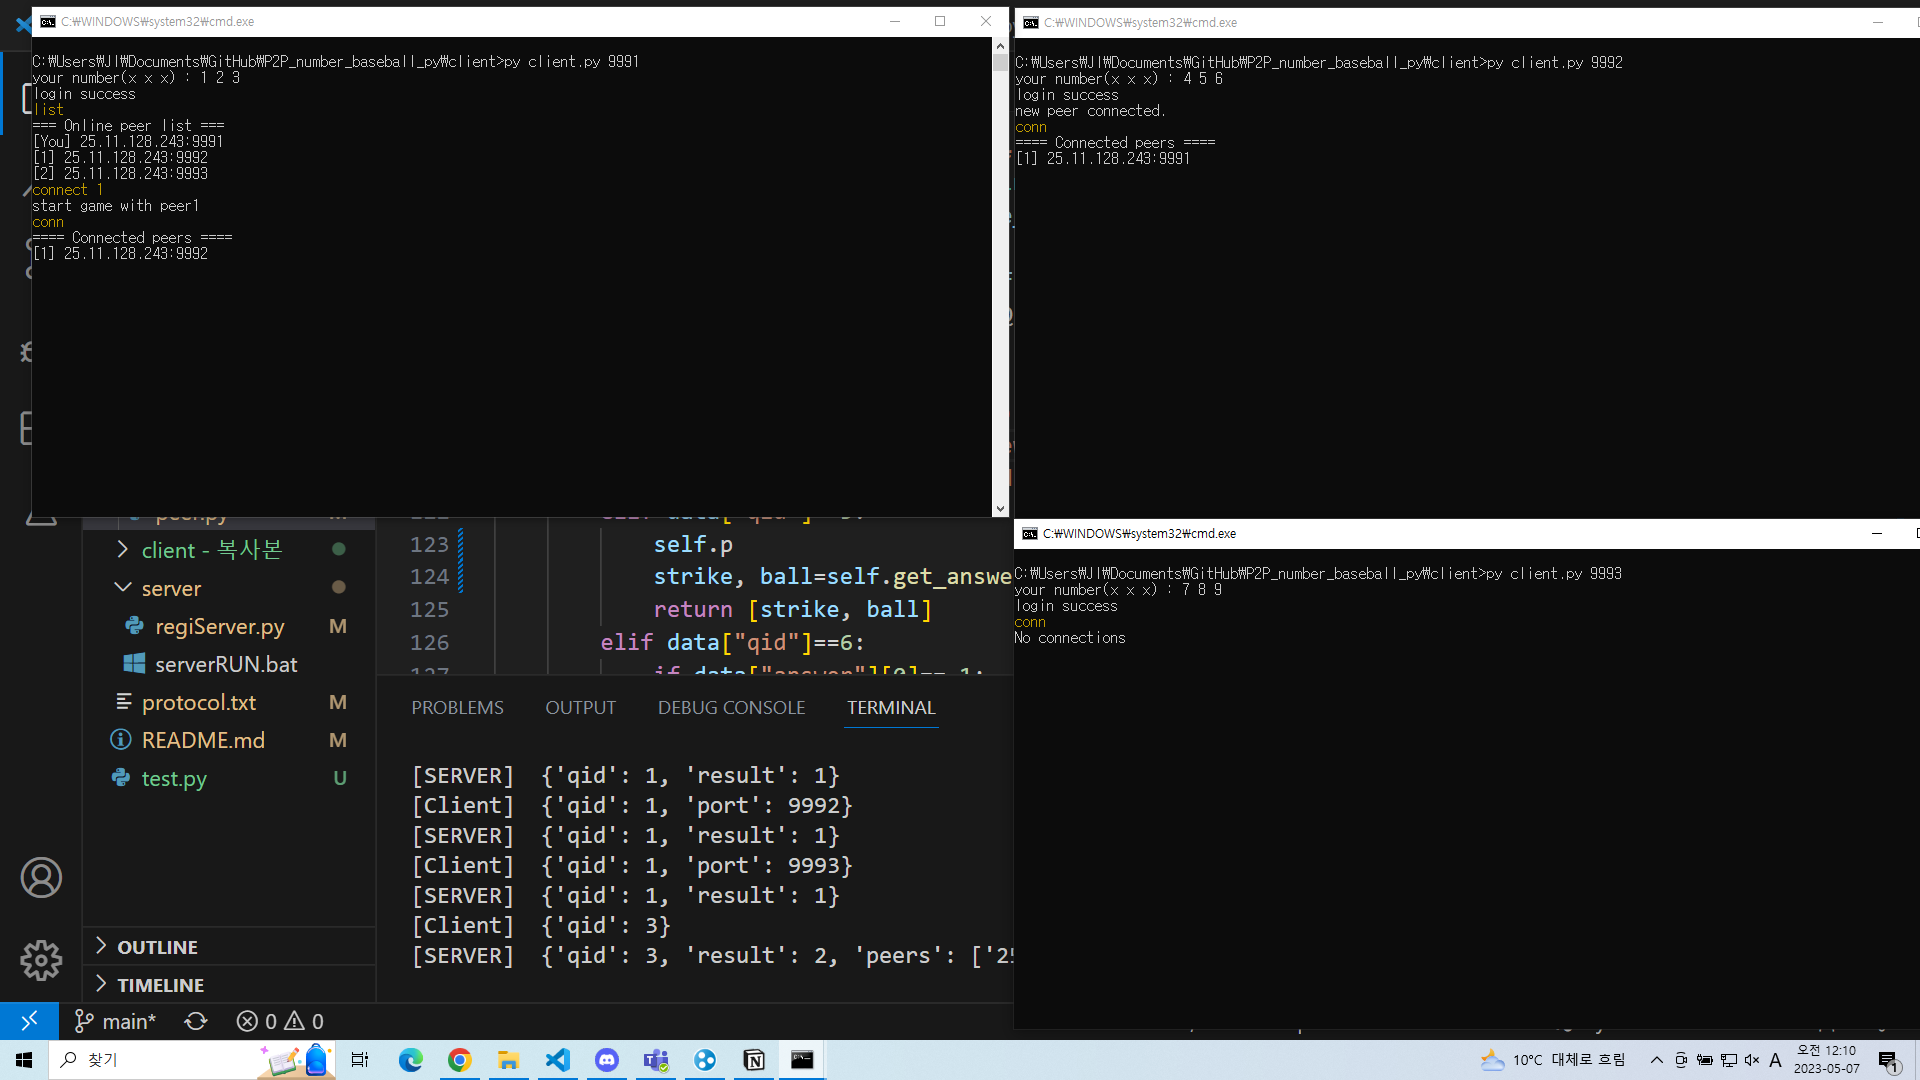 C:₩WINDOWS₩system32₩cmd.exe
C:₩Users₩JI₩Documents₩GitHub₩P2P_number_baseball_py₩client>py client.py 9991
your number(x x x) : 1 2 3
login success
list
=== Online peer list ===
[You] 25.11.128.243:9991
[1] 25.11.128.243:9992
[2] 25.11.128.243:9993
connect 1
start game with peer1
conn
==== Connected peers ====
[1] 25.11.128.243:9992
C:₩WINDOWS₩system32₩cmd.exe
C:₩Users₩JI₩Documents₩GitHub₩P2P_number_baseball_py₩client>py client.py 9992
your number(x x x) : 4 5 6
login success
new peer connected.
conn
==== Connected peers ====
[1] 25.11.128.243:9991
C:₩WINDOWS₩system32₩cmd.exe
C:₩Users₩JI₩Documents₩GitHub₩P2P_number_baseball_py₩client>py client.py 9993
your number(x x x) : 7 8 9
login success
conn
No connections
peer.py
client - 복사본
server
regiServer.py M
serverRUN.bat
protocol.txt M
README.md M
test.py U
OUTLINE
TIMELINE
123 self.p
124 strike, ball=self.get_answe
125 return [strike, ball]
126 elif data["qid"]==6:
PROBLEMS OUTPUT DEBUG CONSOLE TERMINAL
[SERVER] {'qid': 1, 'result': 1}
[Client] {'qid': 1, 'port': 9992}
[SERVER] {'qid': 1, 'result': 1}
[Client] {'qid': 1, 'port': 9993}
[SERVER] {'qid': 1, 'result': 1}
[Client] {'qid': 3}
[SERVER] {'qid': 3, 'result': 2, 'peers': ['25
main* 0 0
찾기
10°C 대체로 흐림
A
오전 12:10
2023-05-07
1